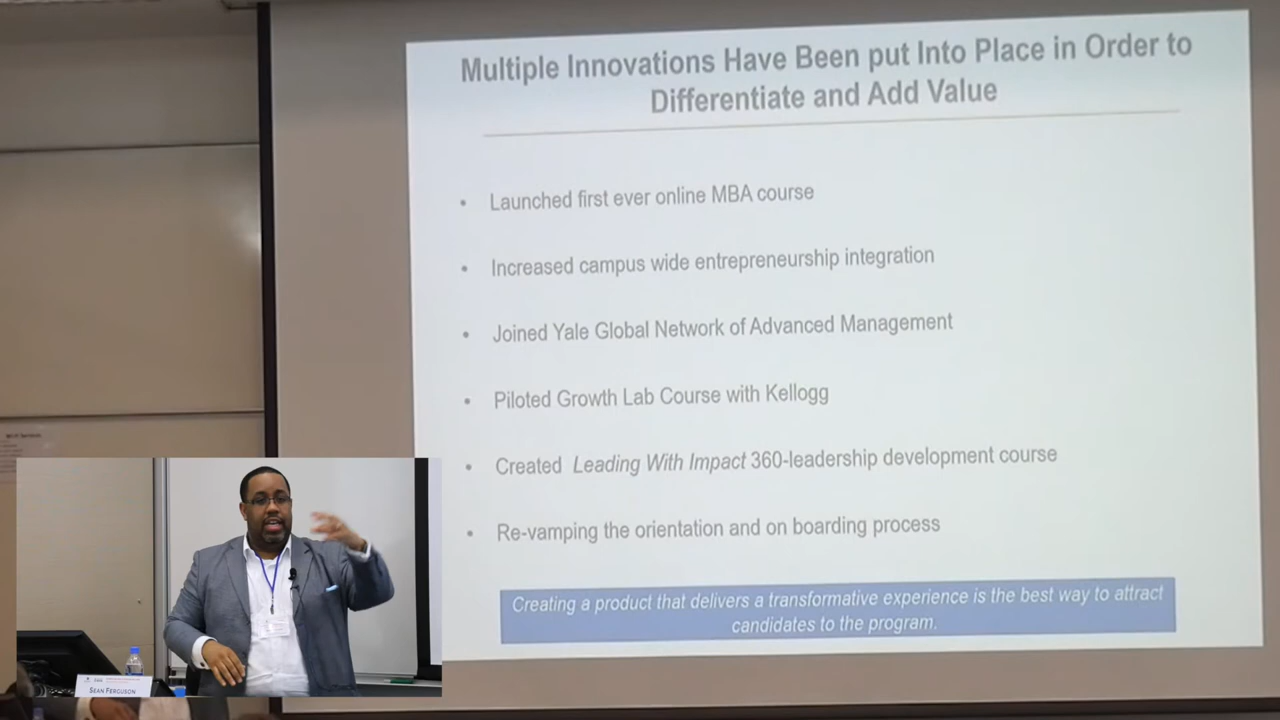 Multiple Innovations Have Been put Into Place in Order to
Differentiate and Add Value
• Launched first ever online MBA course
• Increased campus wide entrepreneurship integration
• Joined Yale Global Network of Advanced Management
• Piloted Growth Lab Course with Kellogg
• Created Leading With Impact 360-leadership development course
• Re-vamping the orientation and on boarding process
Creating a product that delivers a transformative experience is the best way to attract
candidates to the program.
SEAN FERGUSON